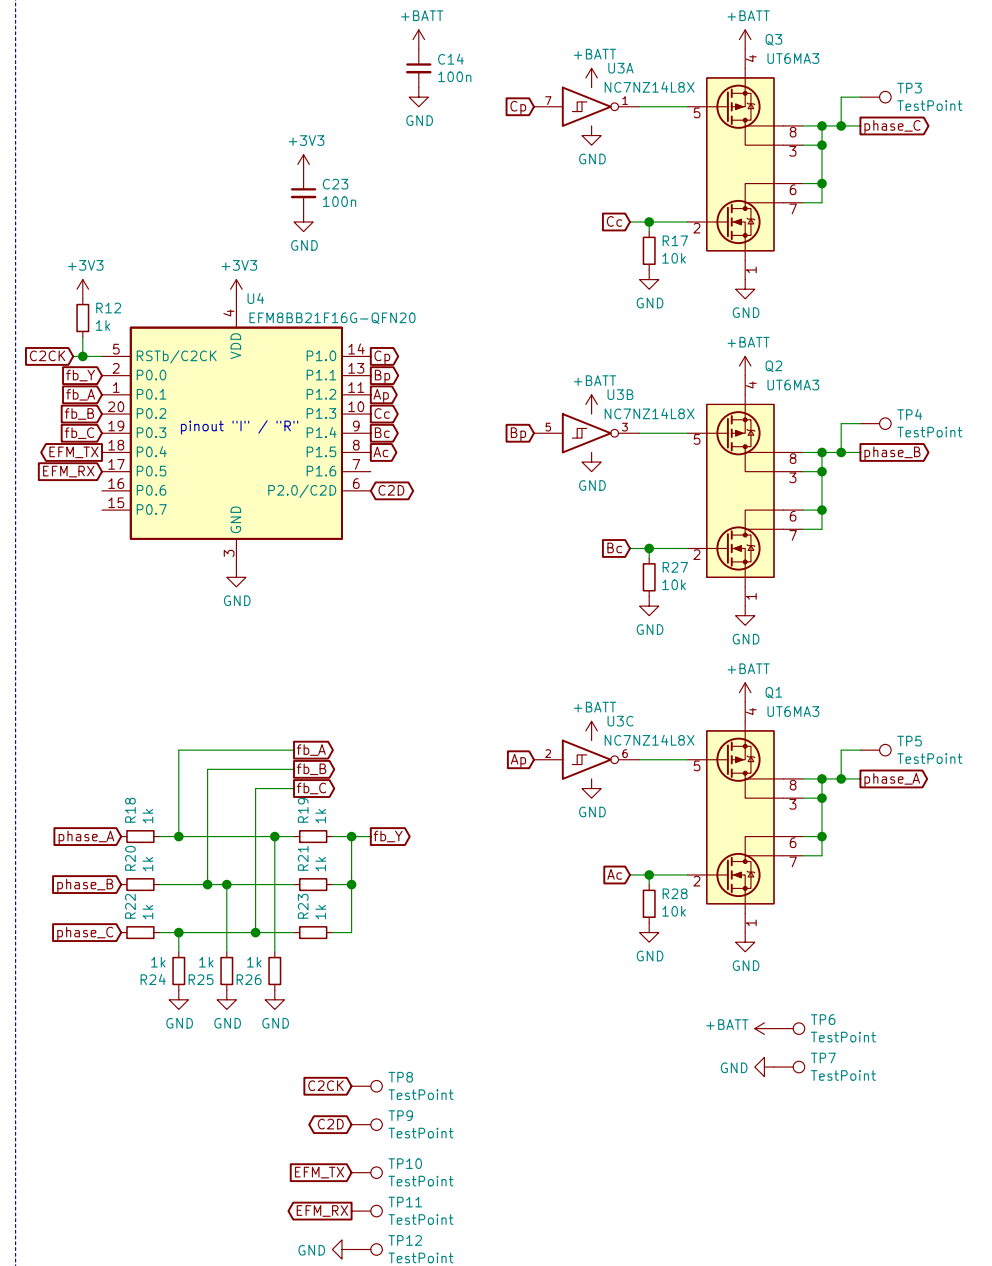 +BATT
C14
100n
GND
+3V3
C23
100n
GND
+3V3
R12
1k
+3V3
U4
EFM8BB21F16G-QFN20
4
VDD
C2CK
5
RSTb/C2CK
P1.0
14
Cp
fb_Y
2
P0.0
P1.1
13
Bp
fb_A
1
P0.1
P1.2
11
Ap
fb_B
20
P0.2
P1.3
10
Cc
fb_C
19
P0.3
pinout "I" / "R"
P1.4
9
Bc
EFM_TX
18
P0.4
P1.5
8
Ac
EFM_RX
17
P0.5
P1.6
7
16
P0.6
P2.0/C2D
6
C2D
15
P0.7
GND
3
GND
+BATT
Q3
UT6MA3
4
+BATT
U3A
NC7NZ14L8X
Cp
7
1
GND
5
8
3
6
7
TP3
TestPoint
phase_C
Cc
2
R17
10k
GND
1
GND
+BATT
Q2
UT6MA3
4
+BATT
U3B
NC7NZ14L8X
Bp
5
3
GND
5
8
3
6
7
TP4
TestPoint
phase_B
Bc
2
R27
10k
GND
1
GND
+BATT
Q1
UT6MA3
4
+BATT
U3C
NC7NZ14L8X
Ap
2
6
GND
5
8
3
6
7
TP5
TestPoint
phase_A
Ac
2
R28
10k
GND
1
GND
fb_A
fb_B
fb_C
phase_A
R18
1k
R19
1k
fb_Y
phase_B
R20
1k
R21
1k
phase_C
R22
1k
R23
1k
1k
R24
1k
R25
1k
R26
GND
GND
GND
+BATT
TP6
TestPoint
GND
TP7
TestPoint
C2CK
TP8
TestPoint
C2D
TP9
TestPoint
EFM_TX
TP10
TestPoint
EFM_RX
TP11
TestPoint
GND
TP12
TestPoint